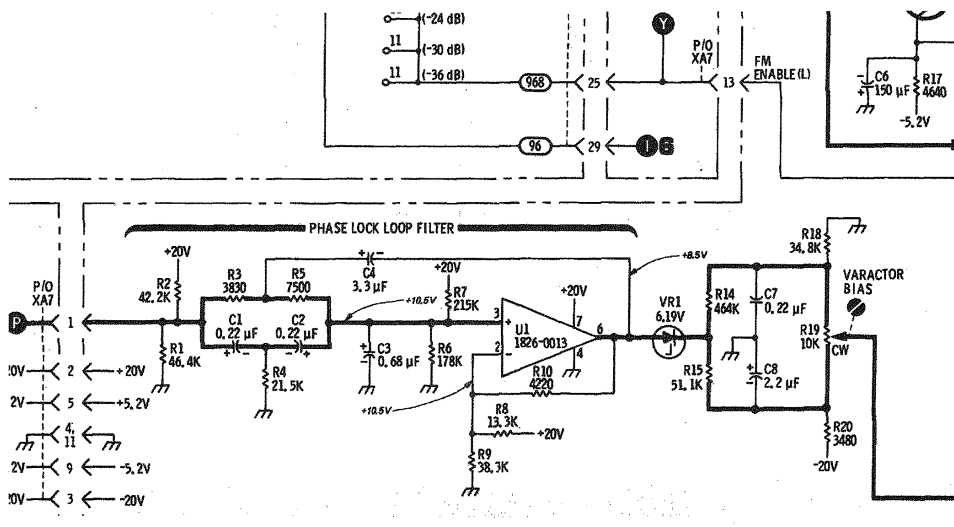 (-24 dB)
11
(-30 dB)
11
(-36 dB)
968
25
Y
P/O
XA7
13
FM
ENABLE (L)
C6
150 µF
R17
4640
-5.2V
96
29
I 6
PHASE LOCK LOOP FILTER
P/O
XA7
P
1
R2
42.2K
+20V
R3
3830
R5
7500
C4
3.3 µF
+10.5V
+20V
R7
215K
+8.5V
R18
34.8K
VARACTOR
BIAS
C1
0.22 µF
C2
0.22 µF
R1
46.4K
R4
21.5K
C3
0.68 µF
R6
178K
3
+
2
-
U1
1826-0013
+20V
7
6
4
VR1
6.19V
R14
464K
C7
0.22 µF
R19
10K
CW
R10
4220
+10.5V
R8
13.3K
+20V
R9
38.3K
R15
51.1K
C8
2.2 µF
R20
3480
-20V
20V
2
+20V
2V
5
+5.2V
4,
11
2V
9
-5.2V
20V
3
-20V